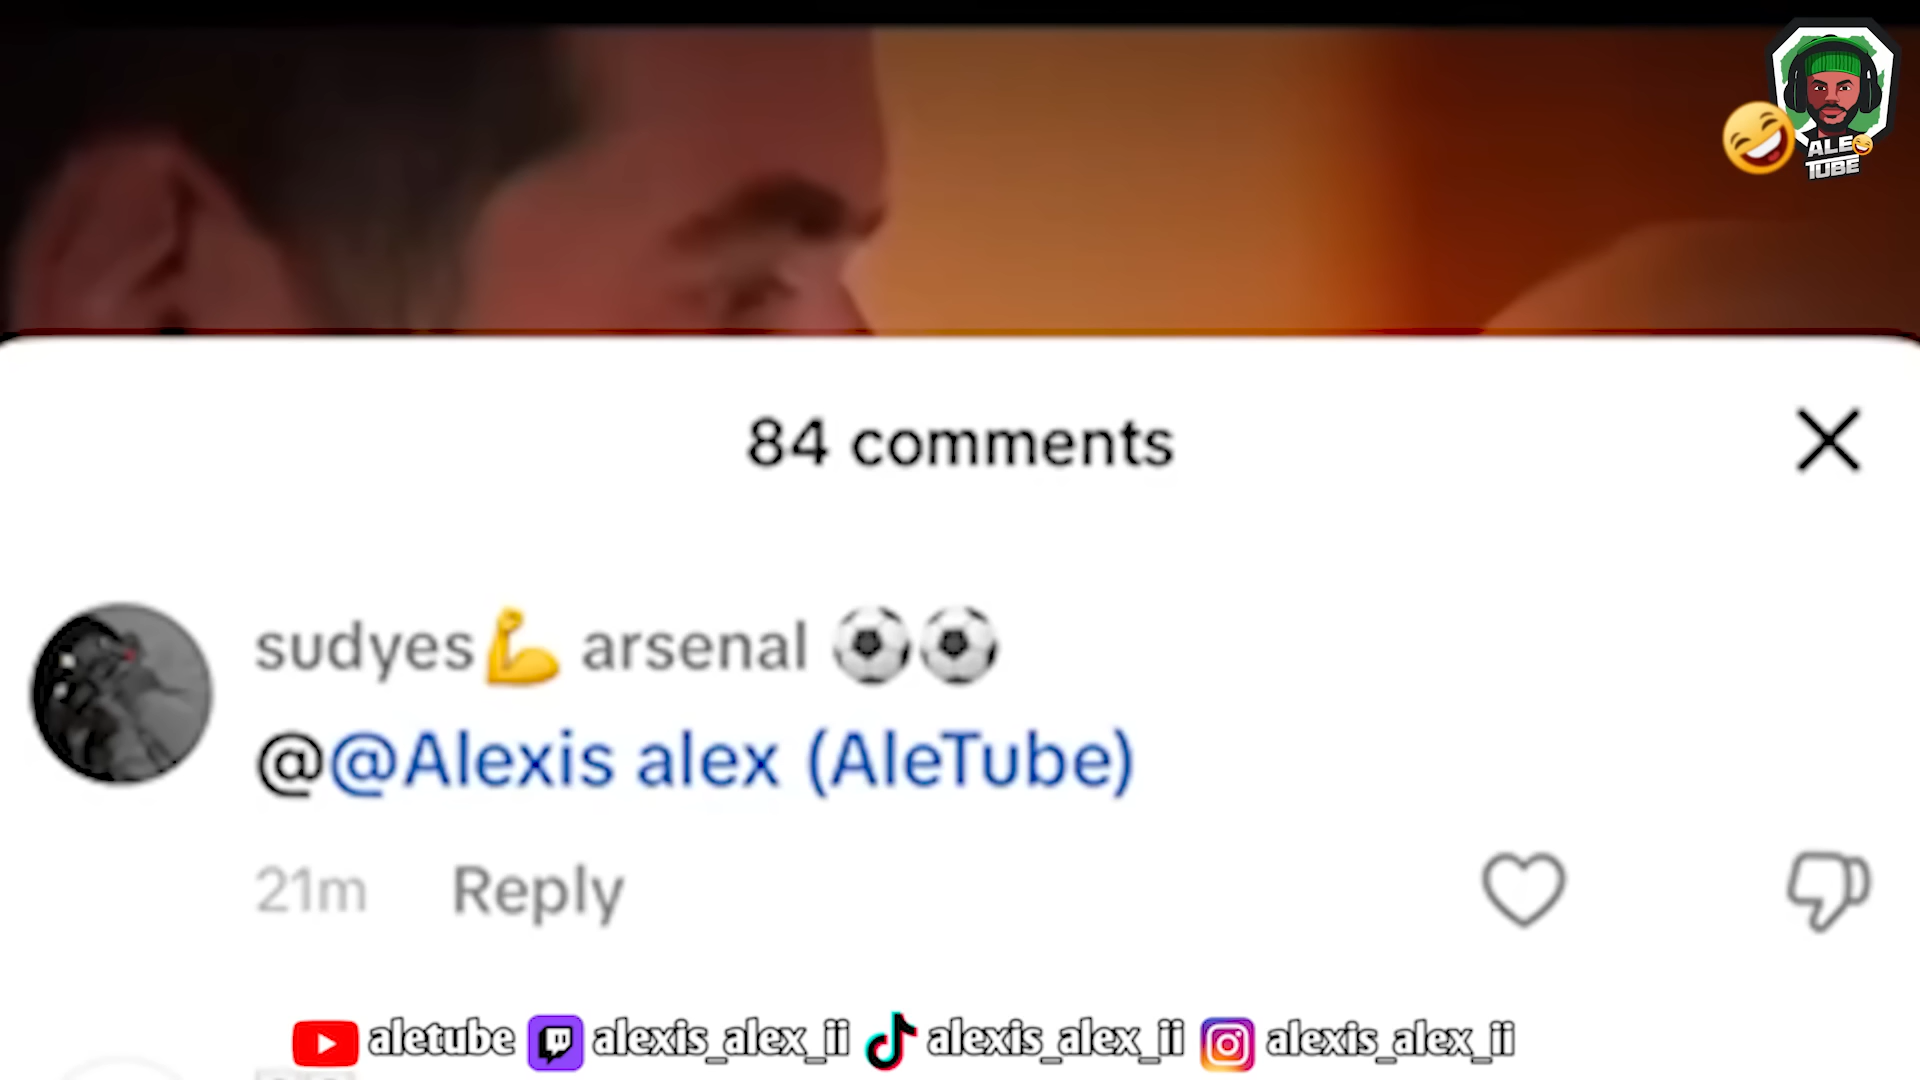 ALE
TUBE
84 comments
sudyes💪 arsenal ⚽⚽
@@Alexis alex (AleTube)
21m Reply
aletube alexis_alex_ii alexis_alex_ii alexis_alex_ii